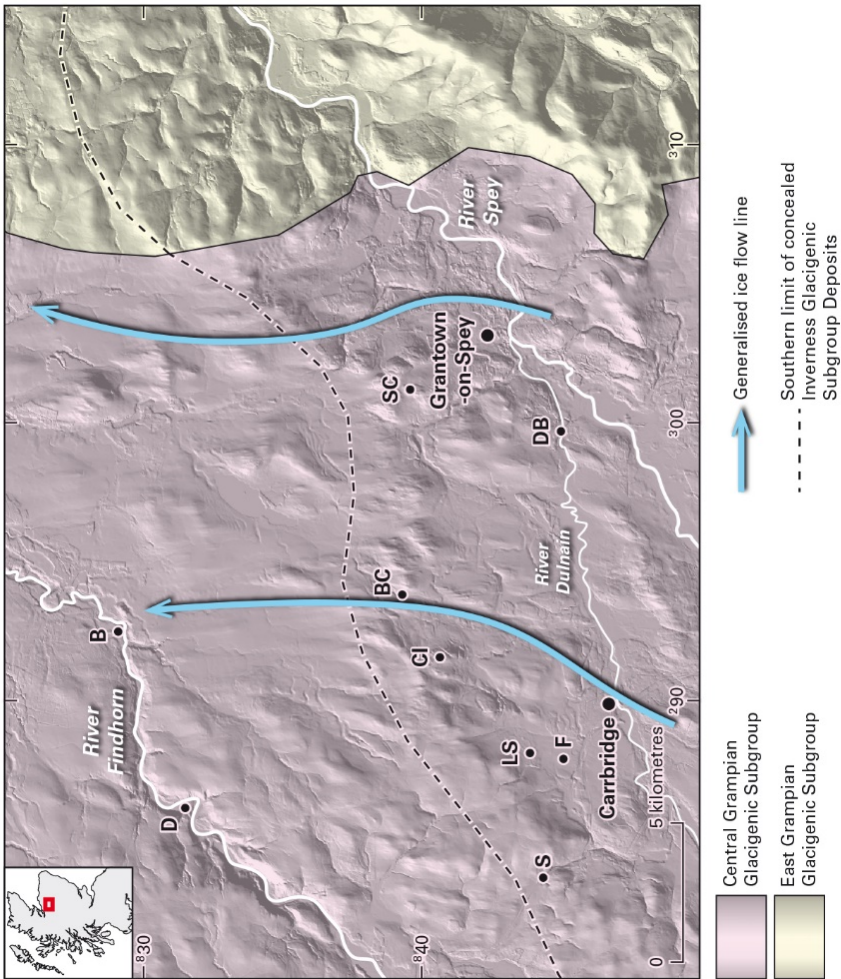 ⁸30
⁸40
River
Findhorn
B
D
BC
Cl
LS
F
S
Carrbridge
River
Dulnain
DB
SC
Grantown
-on-Spey
River
Spey
³10
³00
²90
0
5 kilometres
Central Grampian
Glacigenic Subgroup
East Grampian
Glacigenic Subgroup
Generalised ice flow line
Southern limit of concealed
Inverness Glacigenic
Subgroup Deposits